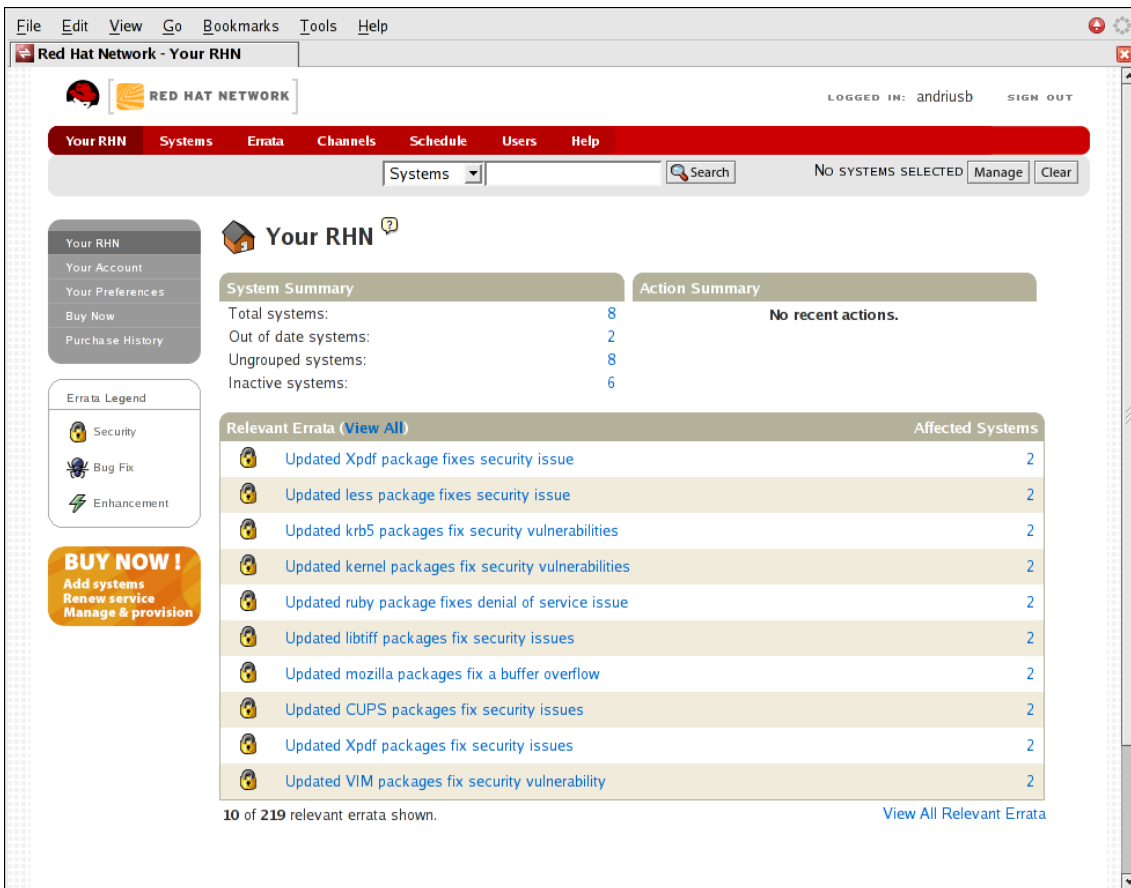 File Edit View Go Bookmarks Tools Help
Red Hat Network - Your RHN
RED HAT NETWORK
LOGGED IN: andriusb SIGN OUT
Your RHN Systems Errata Channels Schedule Users Help
Systems Search NO SYSTEMS SELECTED Manage Clear
Your RHN
Your Account
Your Preferences
Buy Now
Purchase History
Errata Legend
Security
Bug Fix
Enhancement
BUY NOW !
Add systems
Renew service
Manage & provision
Your RHN ?
System Summary
Total systems: 8
Out of date systems: 2
Ungrouped systems: 8
Inactive systems: 6
Action Summary
No recent actions.
Relevant Errata (View All) Affected Systems
Updated Xpdf package fixes security issue 2
Updated less package fixes security issue 2
Updated krb5 packages fix security vulnerabilities 2
Updated kernel packages fix security vulnerabilities 2
Updated ruby package fixes denial of service issue 2
Updated libtiff packages fix security issues 2
Updated mozilla packages fix a buffer overflow 2
Updated CUPS packages fix security issues 2
Updated Xpdf packages fix security issues 2
Updated VIM packages fix security vulnerability 2
10 of 219 relevant errata shown. View All Relevant Errata